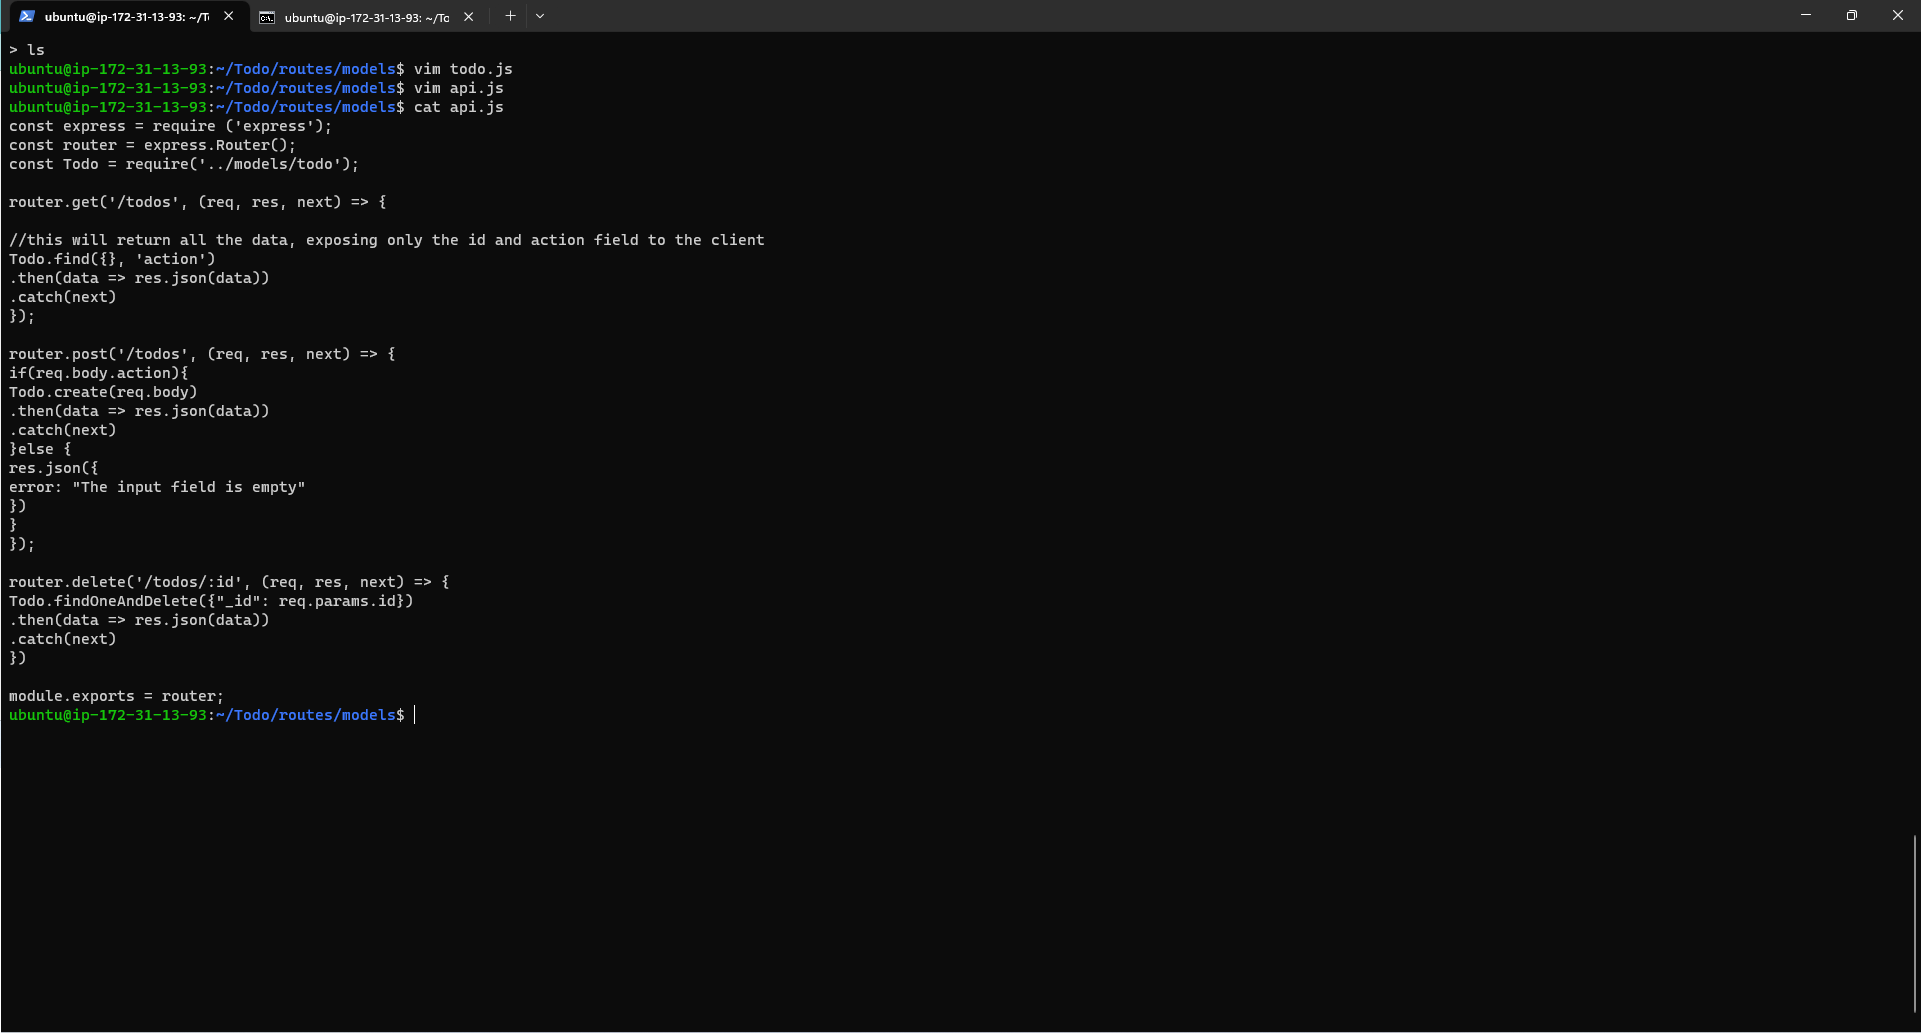 ubuntu@ip-172-31-13-93: ~/To
ubuntu@ip-172-31-13-93: ~/To
> ls
ubuntu@ip-172-31-13-93:~/Todo/routes/models$ vim todo.js
ubuntu@ip-172-31-13-93:~/Todo/routes/models$ vim api.js
ubuntu@ip-172-31-13-93:~/Todo/routes/models$ cat api.js
const express = require ('express');
const router = express.Router();
const Todo = require('../models/todo');
router.get('/todos', (req, res, next) => {
//this will return all the data, exposing only the id and action field to the client
Todo.find({}, 'action')
.then(data => res.json(data))
.catch(next)
});
router.post('/todos', (req, res, next) => {
if(req.body.action){
Todo.create(req.body)
.then(data => res.json(data))
.catch(next)
}else {
res.json({
error: "The input field is empty"
})
}
});
router.delete('/todos/:id', (req, res, next) => {
Todo.findOneAndDelete({"_id": req.params.id})
.then(data => res.json(data))
.catch(next)
})
module.exports = router;
ubuntu@ip-172-31-13-93:~/Todo/routes/models$